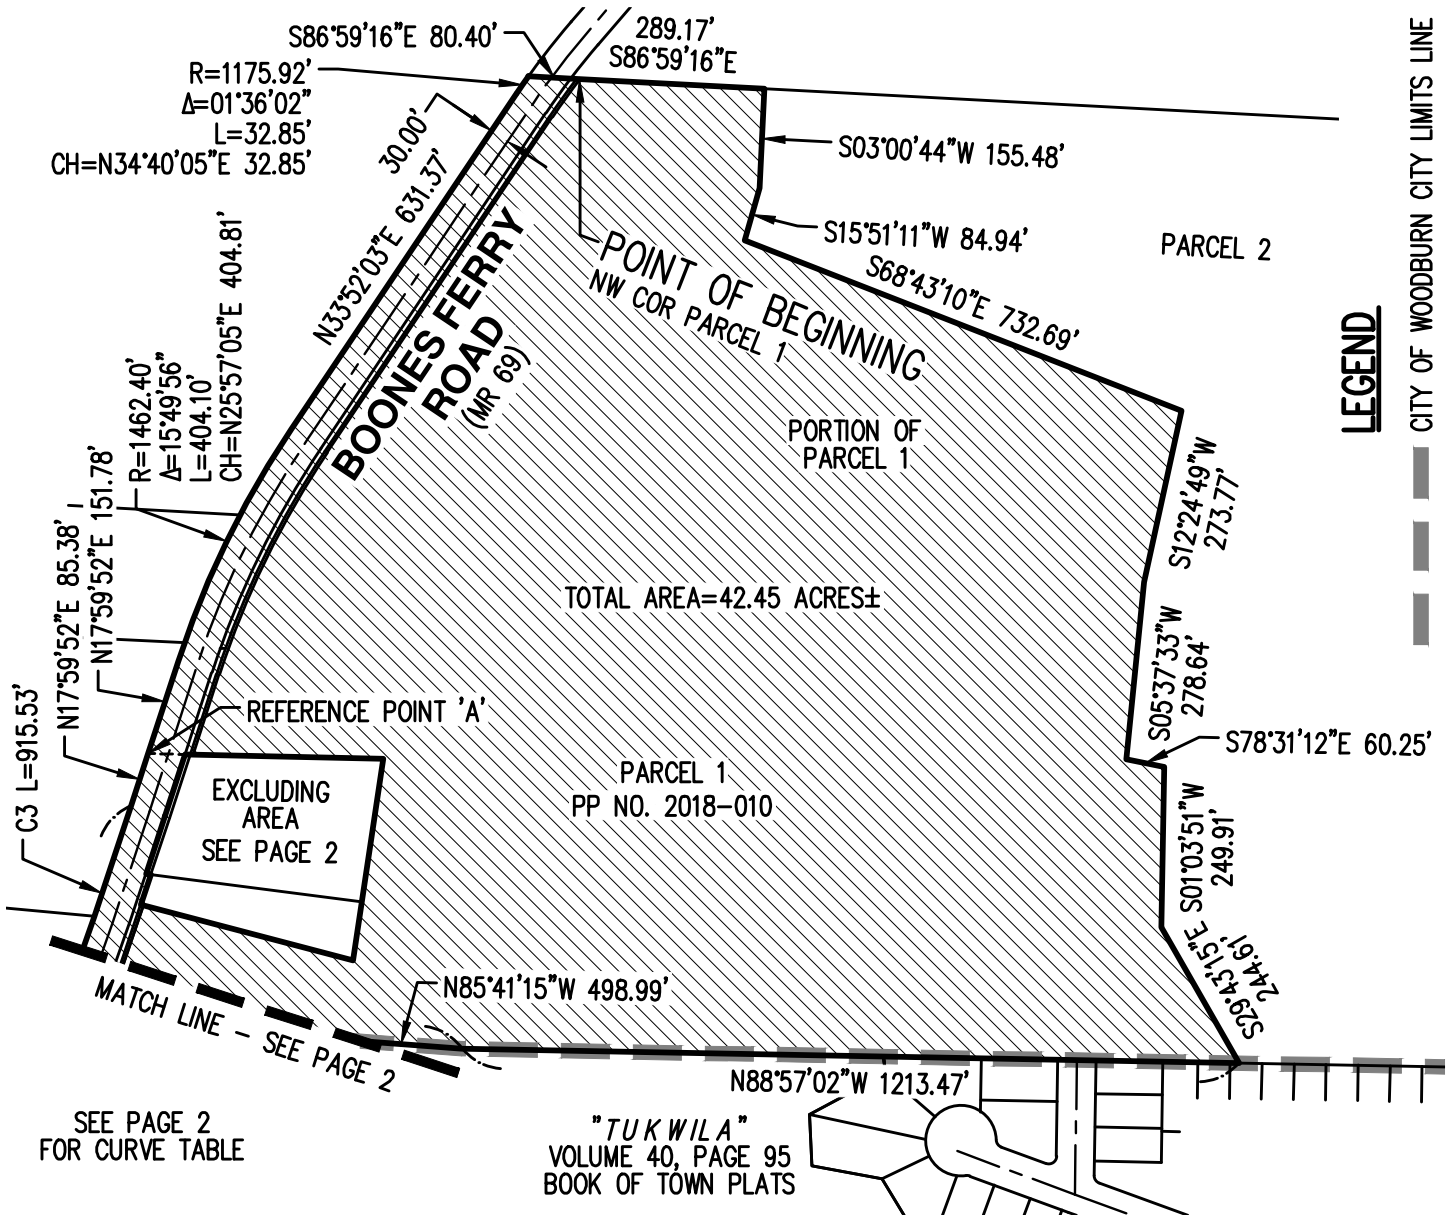 S86°59'16"E 80.40'
289.17'
S86°59'16"E
R=1175.92'
Δ=01°36'02"
L=32.85'
CH=N34°40'05"E 32.85'
30.00'
N33°52'03"E 631.37'
S03°00'44"W 155.48'
S15°51'11"W 84.94'
S68°43'10"E 732.69'
PARCEL 2
POINT OF BEGINNING
NW COR PARCEL 1
BOONES FERRY
ROAD
(MR 69)
R=1462.40'
Δ=15°49'56"
L=404.10'
CH=N25°57'05"E 404.81'
PORTION OF
PARCEL 1
S12°24'49"W
273.77'
LEGEND
CITY OF WOODBURN CITY LIMITS LINE
N17°59'52"E 151.78'
N17°59'52"E 85.38'
TOTAL AREA=42.45 ACRES±
S05°37'33"W
278.64'
REFERENCE POINT 'A'
S78°31'12"E 60.25'
C3 L=915.53'
EXCLUDING
AREA
SEE PAGE 2
PARCEL 1
PP NO. 2018-010
S01°03'51"W
249.91'
S29°43'15"E
244.61'
N85°41'15"W 498.99'
MATCH LINE - SEE PAGE 2
N88°57'02"W 1213.47'
SEE PAGE 2
FOR CURVE TABLE
"TUKWILA"
VOLUME 40, PAGE 95
BOOK OF TOWN PLATS